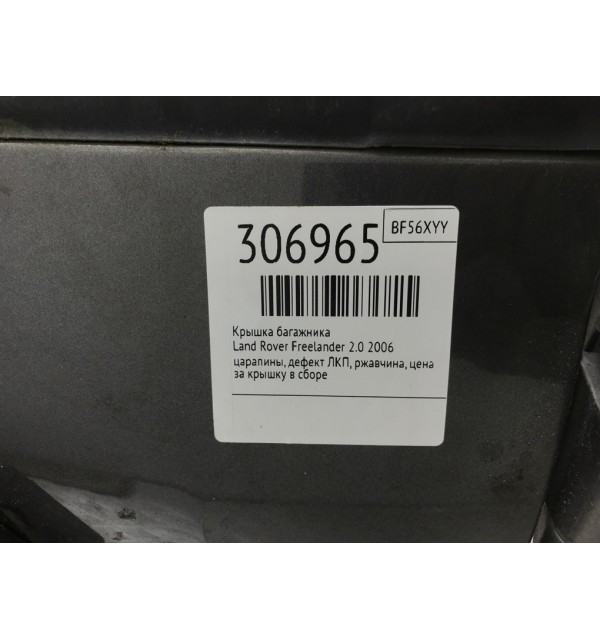 306965
BF56XYY
Крышка багажника
Land Rover Freelander 2.0 2006
царапины, дефект ЛКП, ржавчина, цена
за крышку в сборе